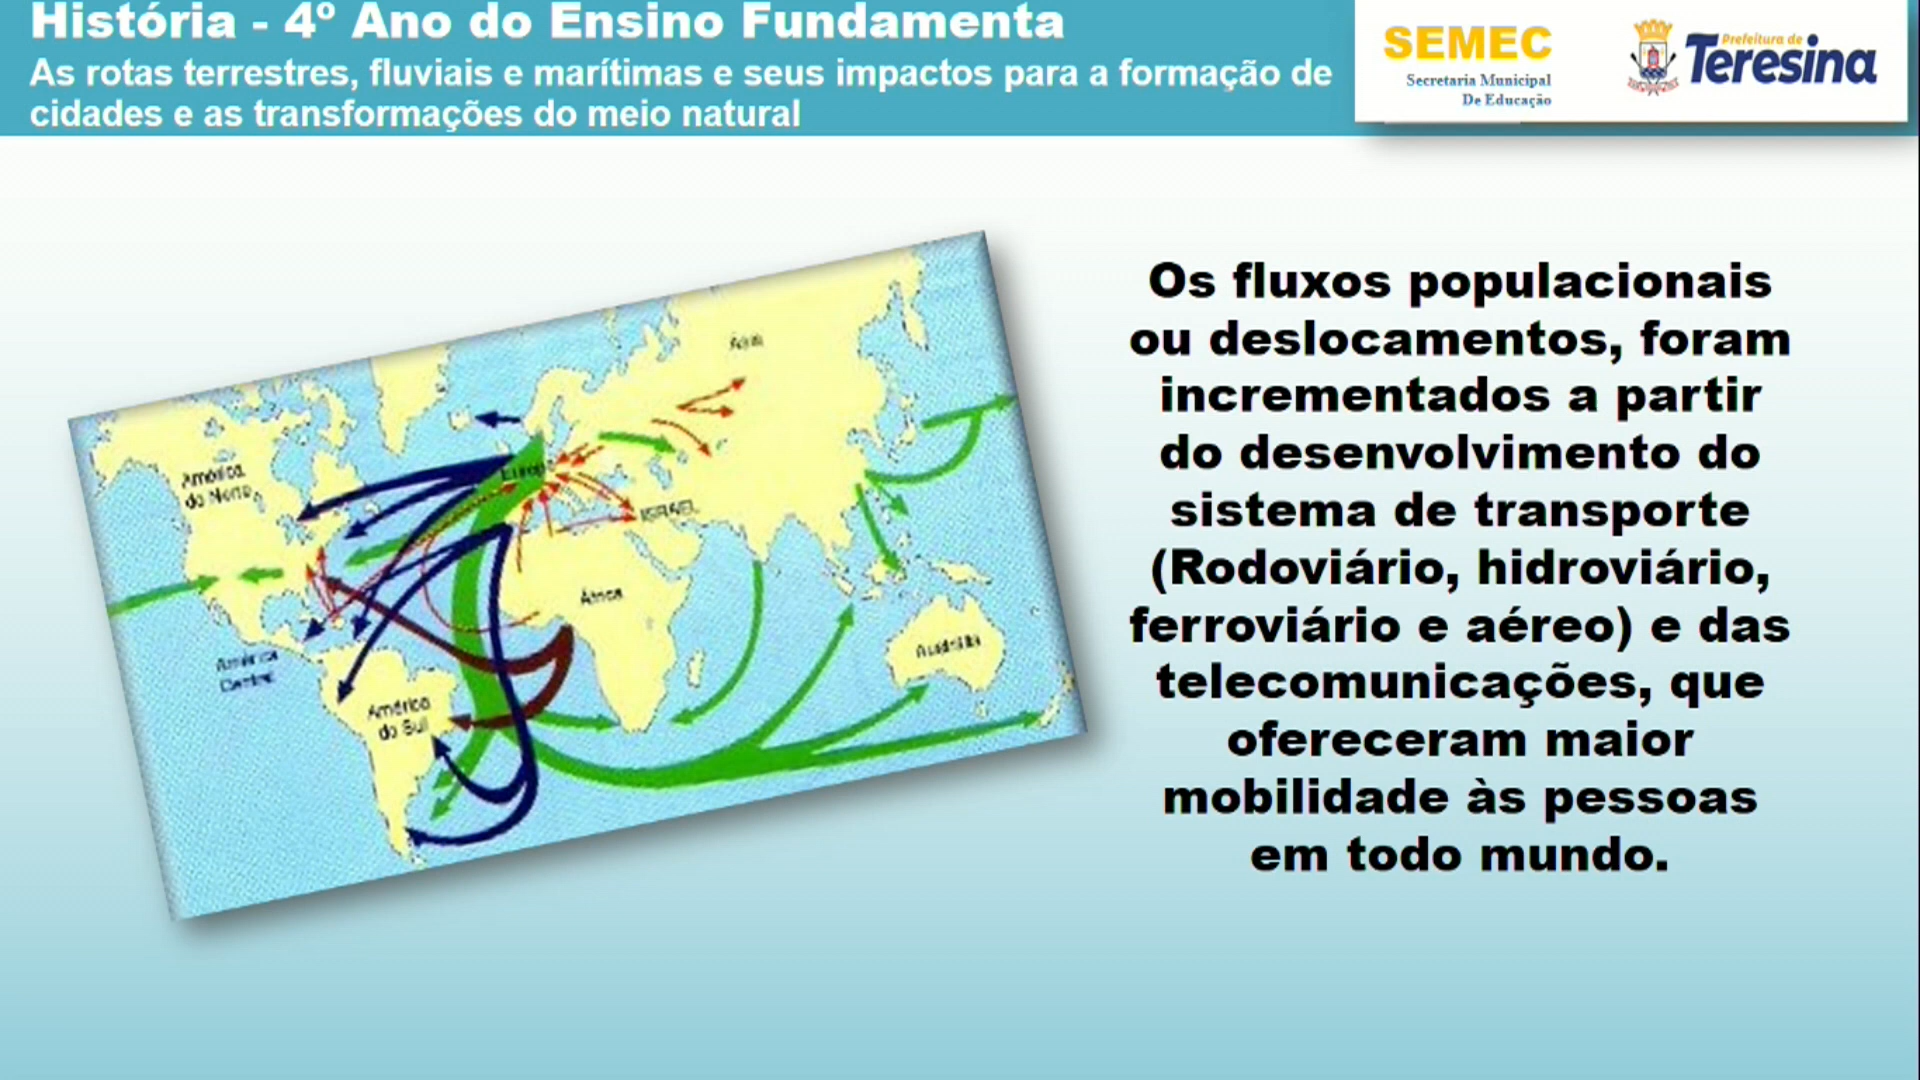 História - 4º Ano do Ensino Fundamenta
As rotas terrestres, fluviais e marítimas e seus impactos para a formação de
cidades e as transformações do meio natural
SEMEC
Secretaria Municipal
De Educação
Prefeitura de
Teresina
Os fluxos populacionais
ou deslocamentos, foram
incrementados a partir
do desenvolvimento do
sistema de transporte
(Rodoviário, hidroviário,
ferroviário e aéreo) e das
telecomunicações, que
ofereceram maior
mobilidade às pessoas
em todo mundo.
América
do Norte
América
Central
América
do Sul
Europa
ISRAEL
África
Ásia
Austrália